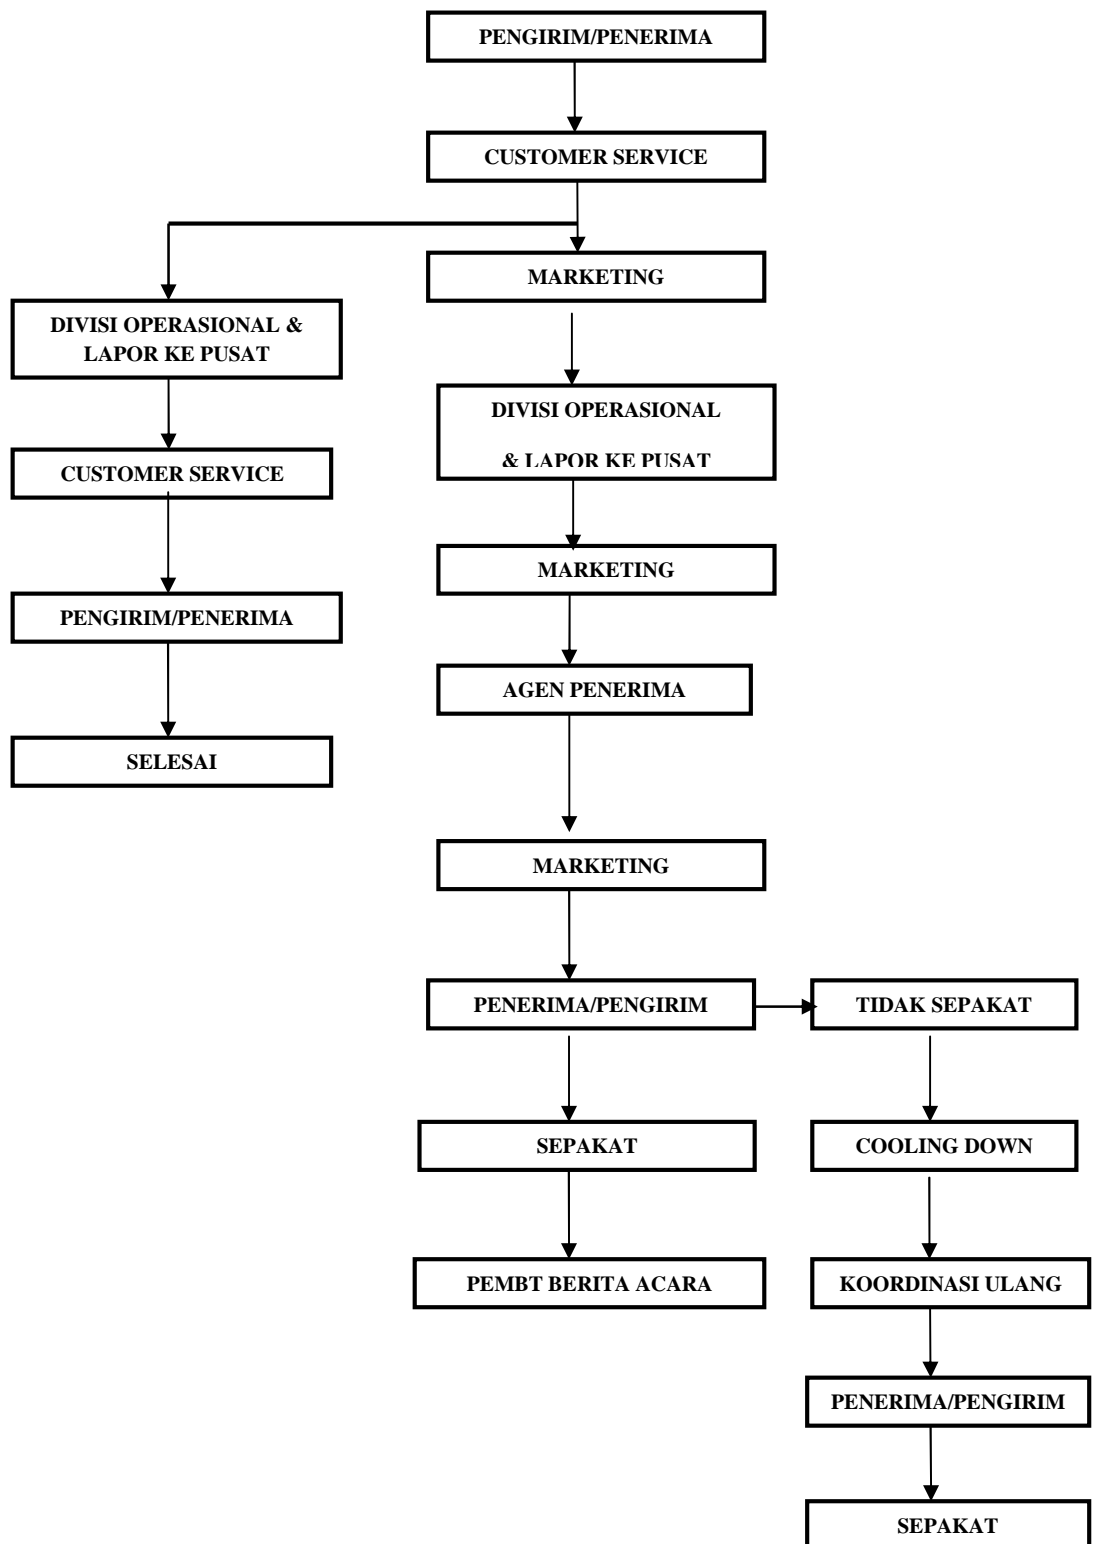 PENGIRIM/PENERIMA
CUSTOMER SERVICE
MARKETING
DIVISI OPERASIONAL &
LAPOR KE PUSAT
DIVISI OPERASIONAL
& LAPOR KE PUSAT
CUSTOMER SERVICE
MARKETING
PENGIRIM/PENERIMA
AGEN PENERIMA
SELESAI
MARKETING
PENERIMA/PENGIRIM
TIDAK SEPAKAT
SEPAKAT
COOLING DOWN
PEMBT BERITA ACARA
KOORDINASI ULANG
PENERIMA/PENGIRIM
SEPAKAT